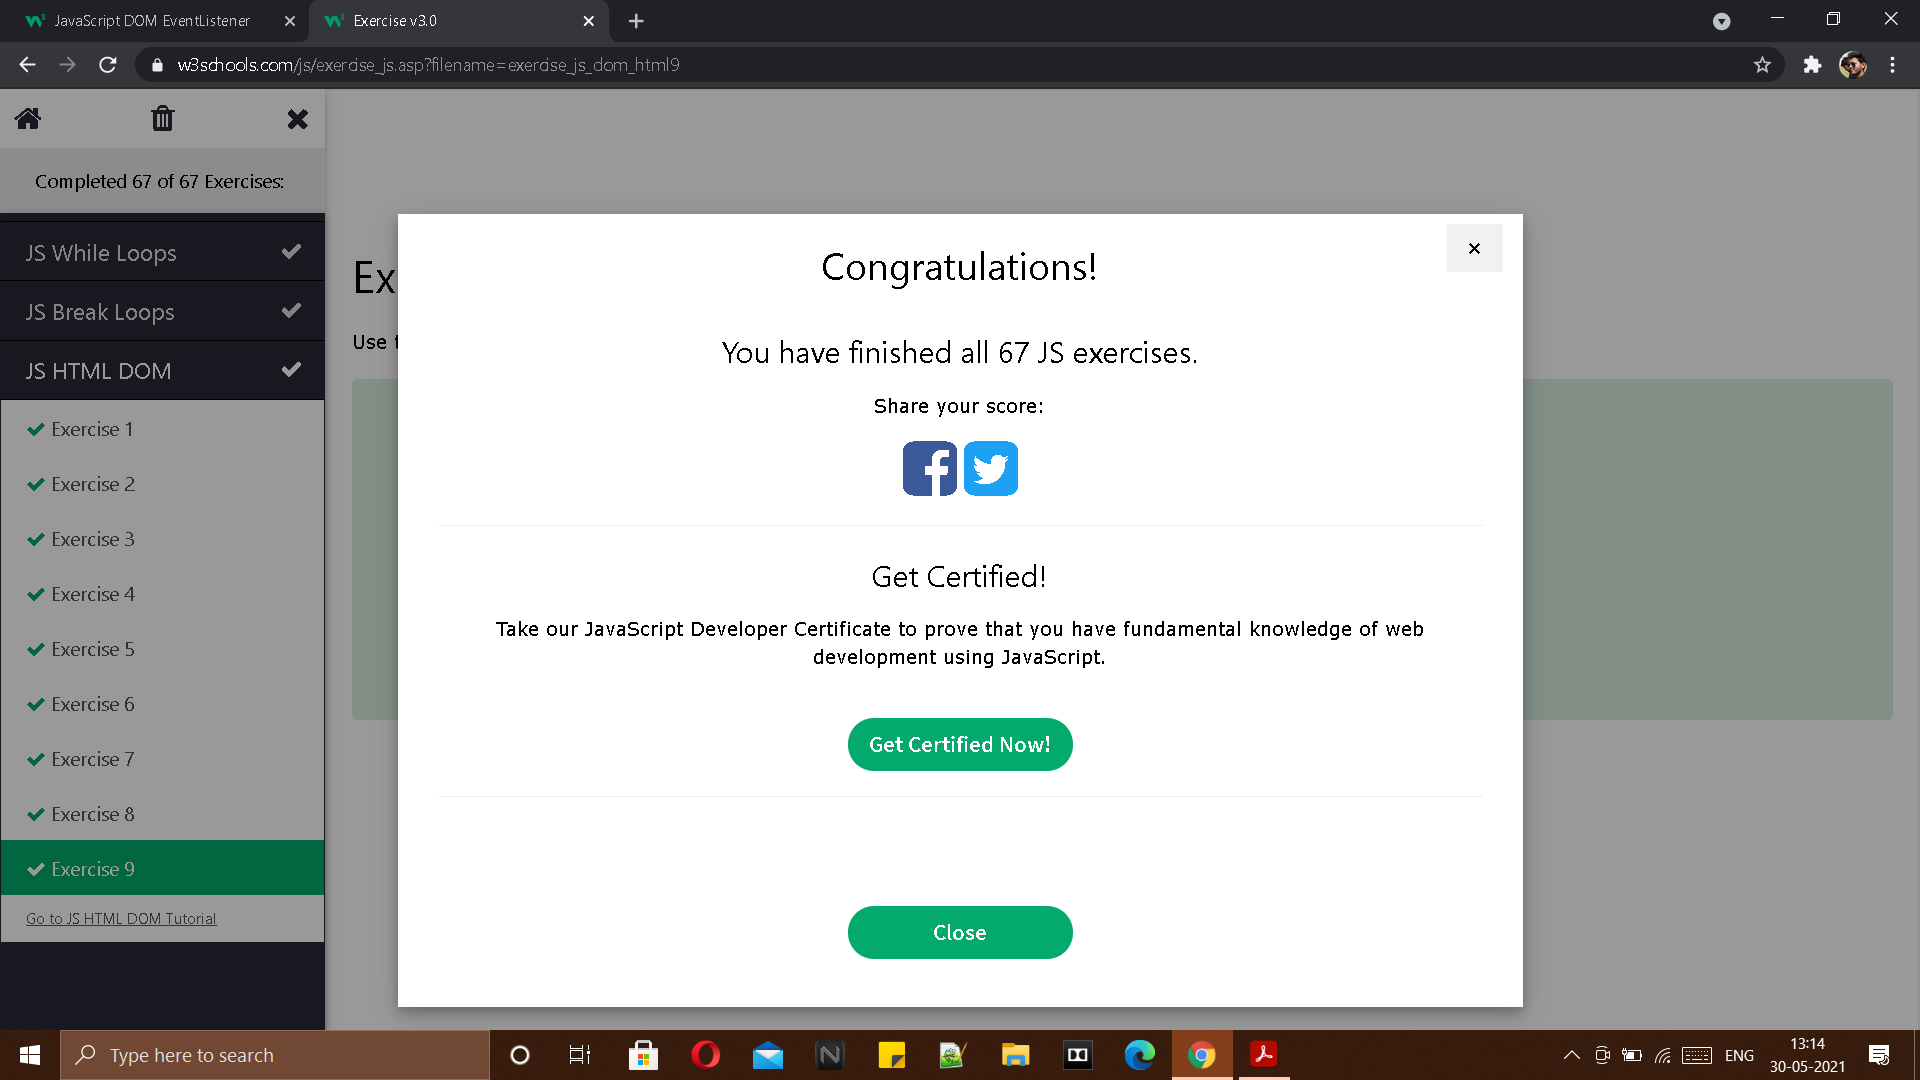 JavaScript DOM EventListener
Exercise v3.0
w3schools.com/js/exercise_js.asp?filename=exercise_js_dom_html9
Completed 67 of 67 Exercises:
JS While Loops
JS Break Loops
JS HTML DOM
Exercise 1
Exercise 2
Exercise 3
Exercise 4
Exercise 5
Exercise 6
Exercise 7
Exercise 8
Exercise 9
Go to JS HTML DOM Tutorial
Ex
Use
Congratulations!
You have finished all 67 JS exercises.
Share your score:
Get Certified!
Take our JavaScript Developer Certificate to prove that you have fundamental knowledge of web
development using JavaScript.
Get Certified Now!
Close
Type here to search
ENG
13:14
30-05-2021